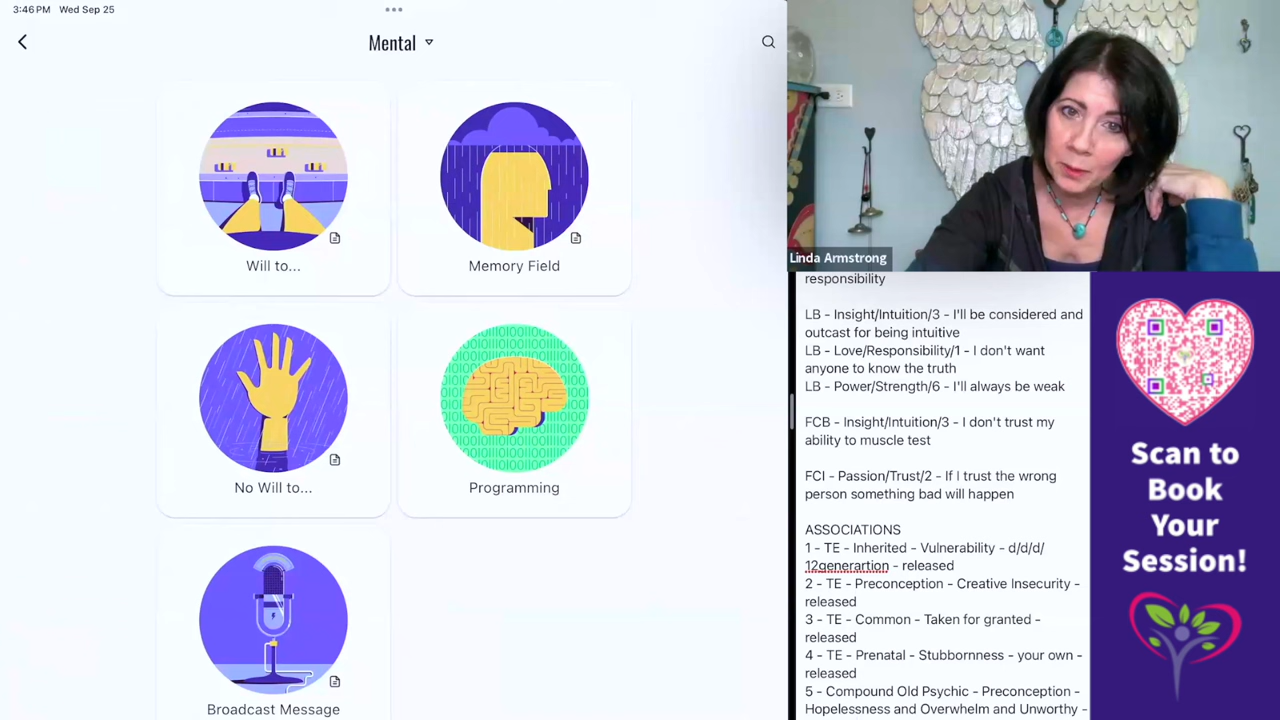 3:46 PM Wed Sep 25
Mental
Will to...
Memory Field
No Will to...
Programming
Broadcast Message
Linda Armstrong
responsibility
LB - Insight/Intuition/3 - I'll be considered and
outcast for being intuitive
LB - Love/Responsibility/1 - I don't want
anyone to know the truth
LB - Power/Strength/6 - I'll always be weak
FCB - Insight/Intuition/3 - I don't trust my
ability to muscle test
FCI - Passion/Trust/2 - If I trust the wrong
person something bad will happen
ASSOCIATIONS
1 - TE - Inherited - Vulnerability - d/d/d/
12generartion - released
2 - TE - Preconception - Creative Insecurity -
released
3 - TE - Common - Taken for granted -
released
4 - TE - Prenatal - Stubbornness - your own -
released
5 - Compound Old Psychic - Preconception -
Hopelessness and Overwhelm and Unworthy -
Scan to
Book
Your
Session!